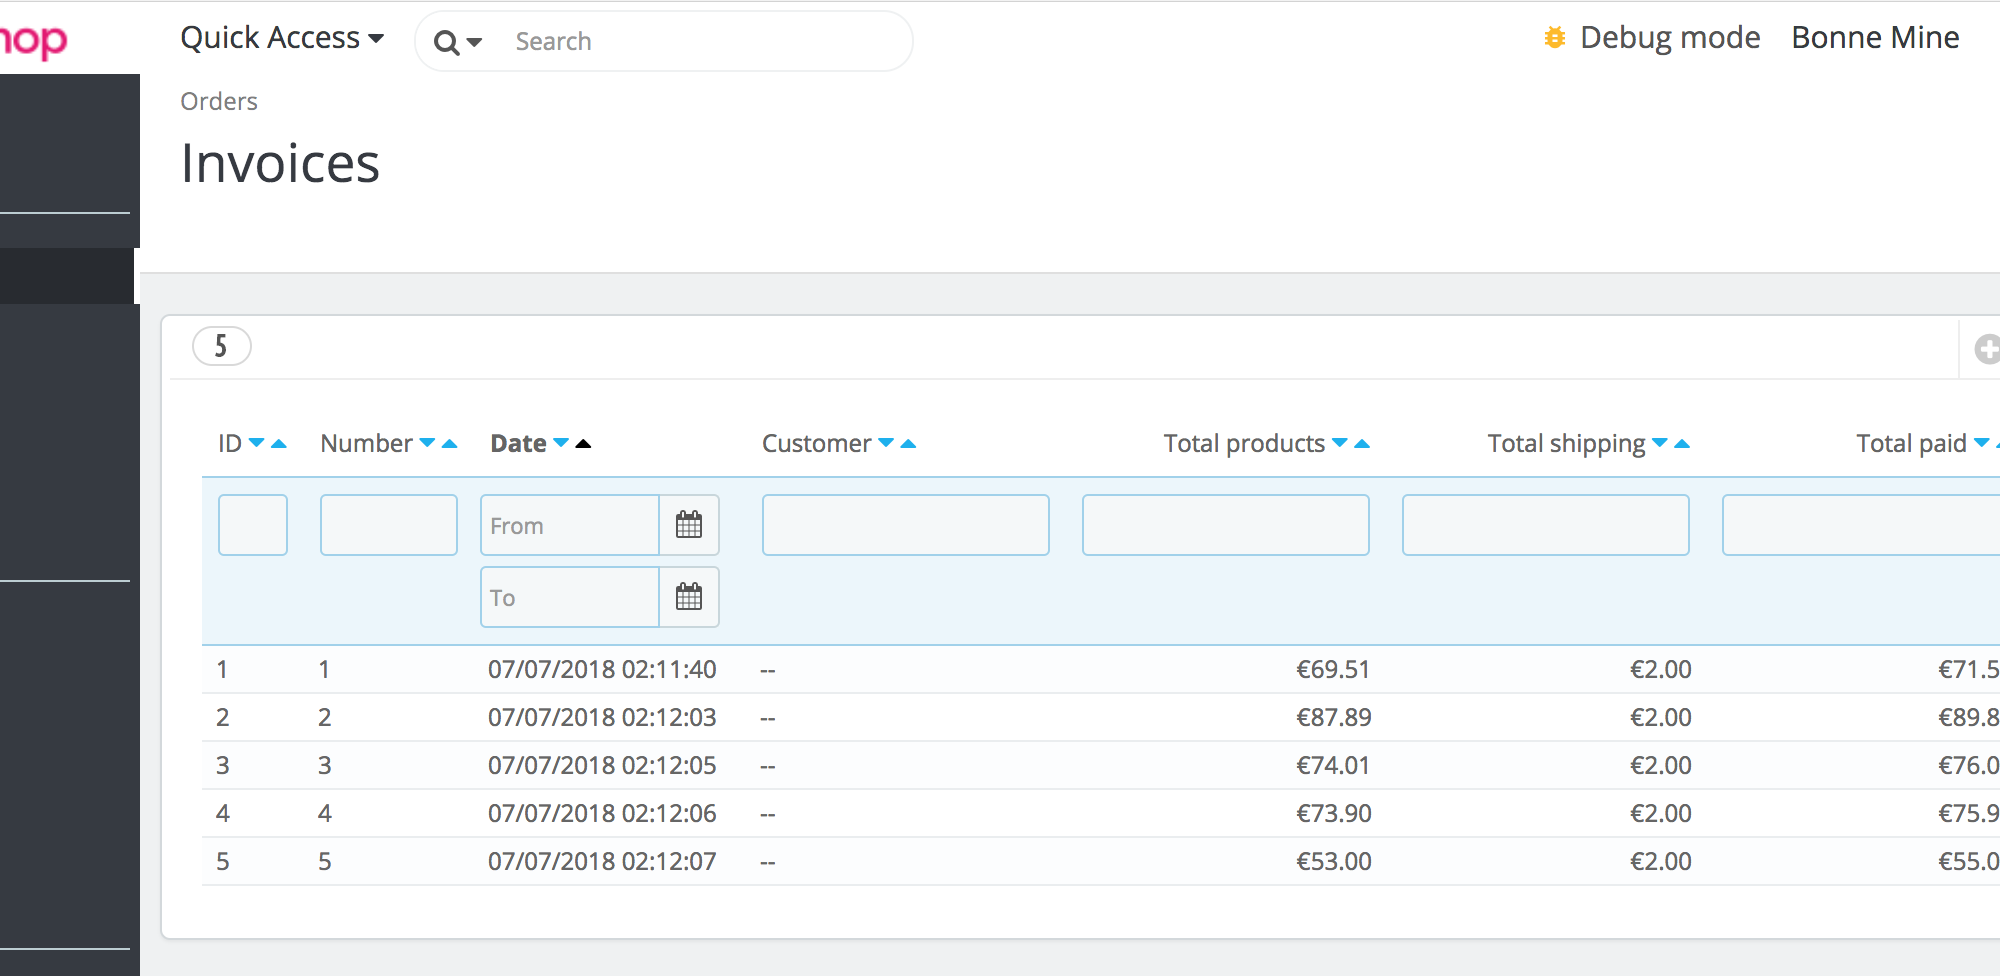 hop Quick Access Search Debug mode Bonne Mine
Orders
Invoices
5
ID Number Date Customer Total products Total shipping Total paid
From
To
1 1 07/07/2018 02:11:40 -- €69.51 €2.00 €71.5
2 2 07/07/2018 02:12:03 -- €87.89 €2.00 €89.8
3 3 07/07/2018 02:12:05 -- €74.01 €2.00 €76.0
4 4 07/07/2018 02:12:06 -- €73.90 €2.00 €75.9
5 5 07/07/2018 02:12:07 -- €53.00 €2.00 €55.0